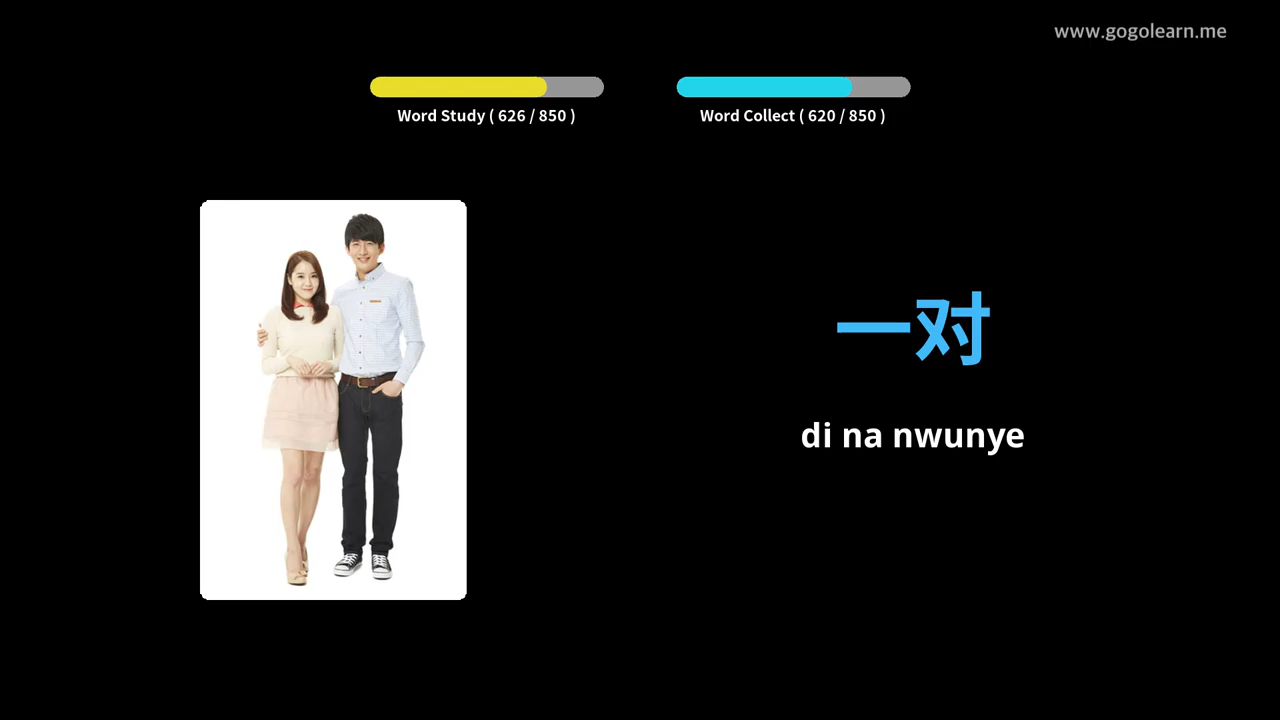 www.gogolearn.me
Word Study ( 626 / 850 )
Word Collect ( 620 / 850 )
一对
di na nwunye